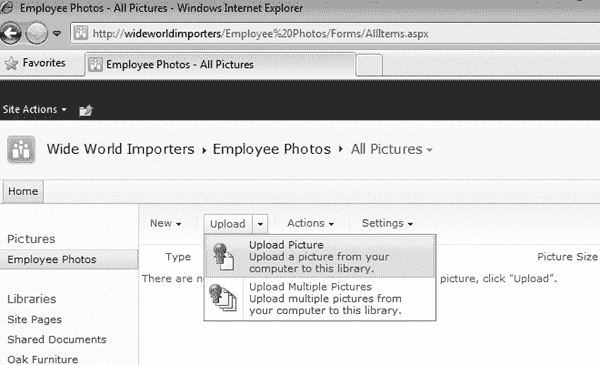 Employee Photos - All Pictures - Windows Internet Explorer
http://wideworldimporters/Employee%20Photos/Forms/AllItems.aspx
Favorites
Employee Photos - All Pictures
Site Actions
Wide World Importers
Employee Photos
All Pictures
Home
New
Upload
Actions
Settings
Pictures
Employee Photos
Libraries
Site Pages
Shared Documents
Oak Furniture
Type
Picture Size
Upload Picture
Upload a picture from your
computer to this library.
There are
picture, click "Upload".
Upload Multiple Pictures
Upload multiple pictures from
your computer to this library.